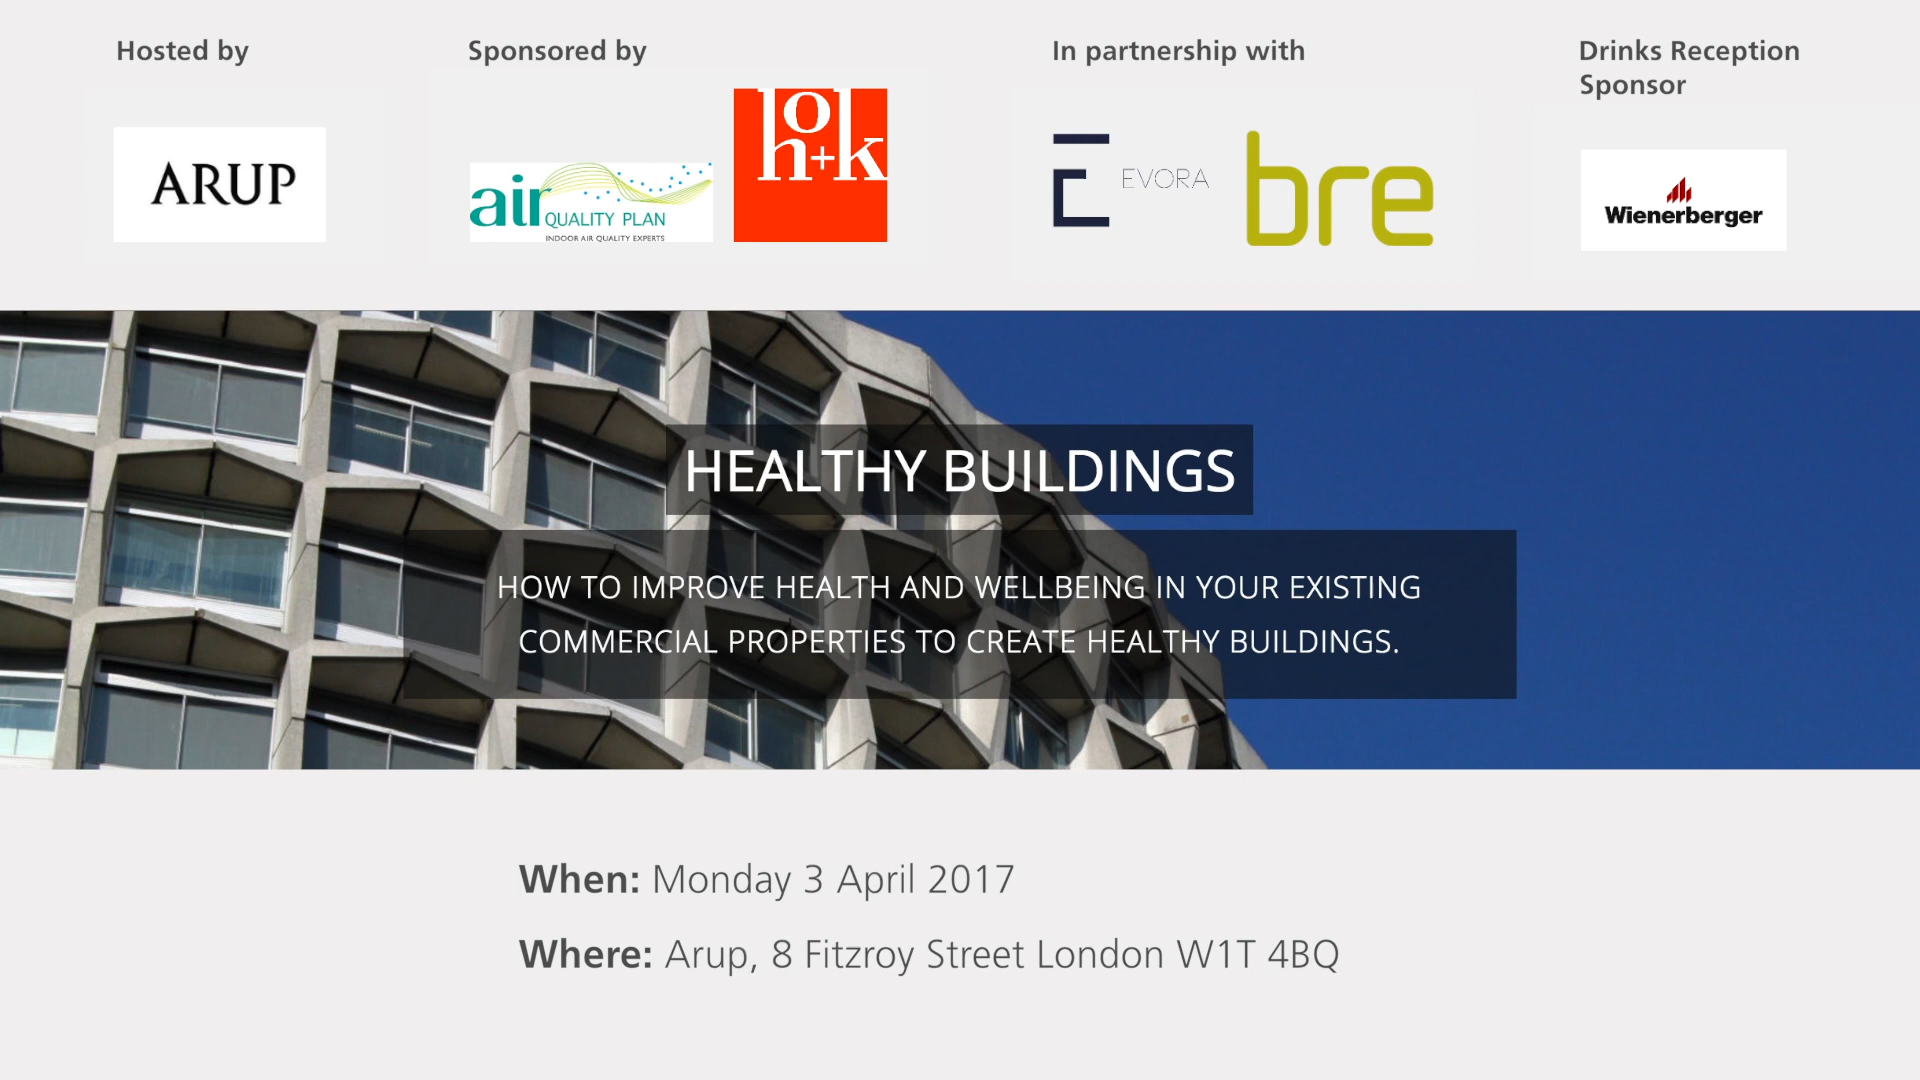 Hosted by
Sponsored by
In partnership with
Drinks Reception
Sponsor
ARUP
air
QUALITY PLAN
INDOOR AIR QUALITY EXPERTS
hok
EVORA
bre
Wienerberger
HEALTHY BUILDINGS
HOW TO IMPROVE HEALTH AND WELLBEING IN YOUR EXISTING
COMMERCIAL PROPERTIES TO CREATE HEALTHY BUILDINGS.
When: Monday 3 April 2017
Where: Arup, 8 Fitzroy Street London W1T 4BQ